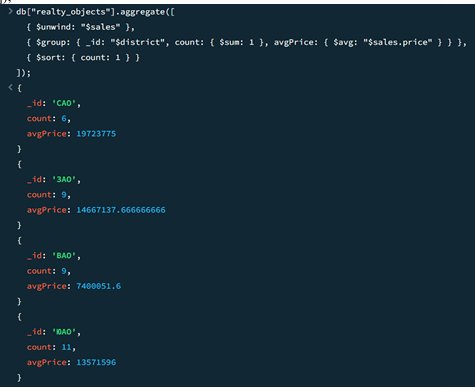 );
> db["realty_objects"].aggregate([
{ $unwind: "$sales" },
{ $group: { _id: "$district", count: { $sum: 1 }, avgPrice: { $avg: "$sales.price" } } },
{ $sort: { count: 1 } }
]);
< {
_id: 'САО',
count: 6,
avgPrice: 19723775
}
{
_id: 'ЗАО',
count: 9,
avgPrice: 14667137.666666666
}
{
_id: 'ВАО',
count: 9,
avgPrice: 7400051.6
}
{
_id: 'ЮАО',
count: 11,
avgPrice: 13571596
}